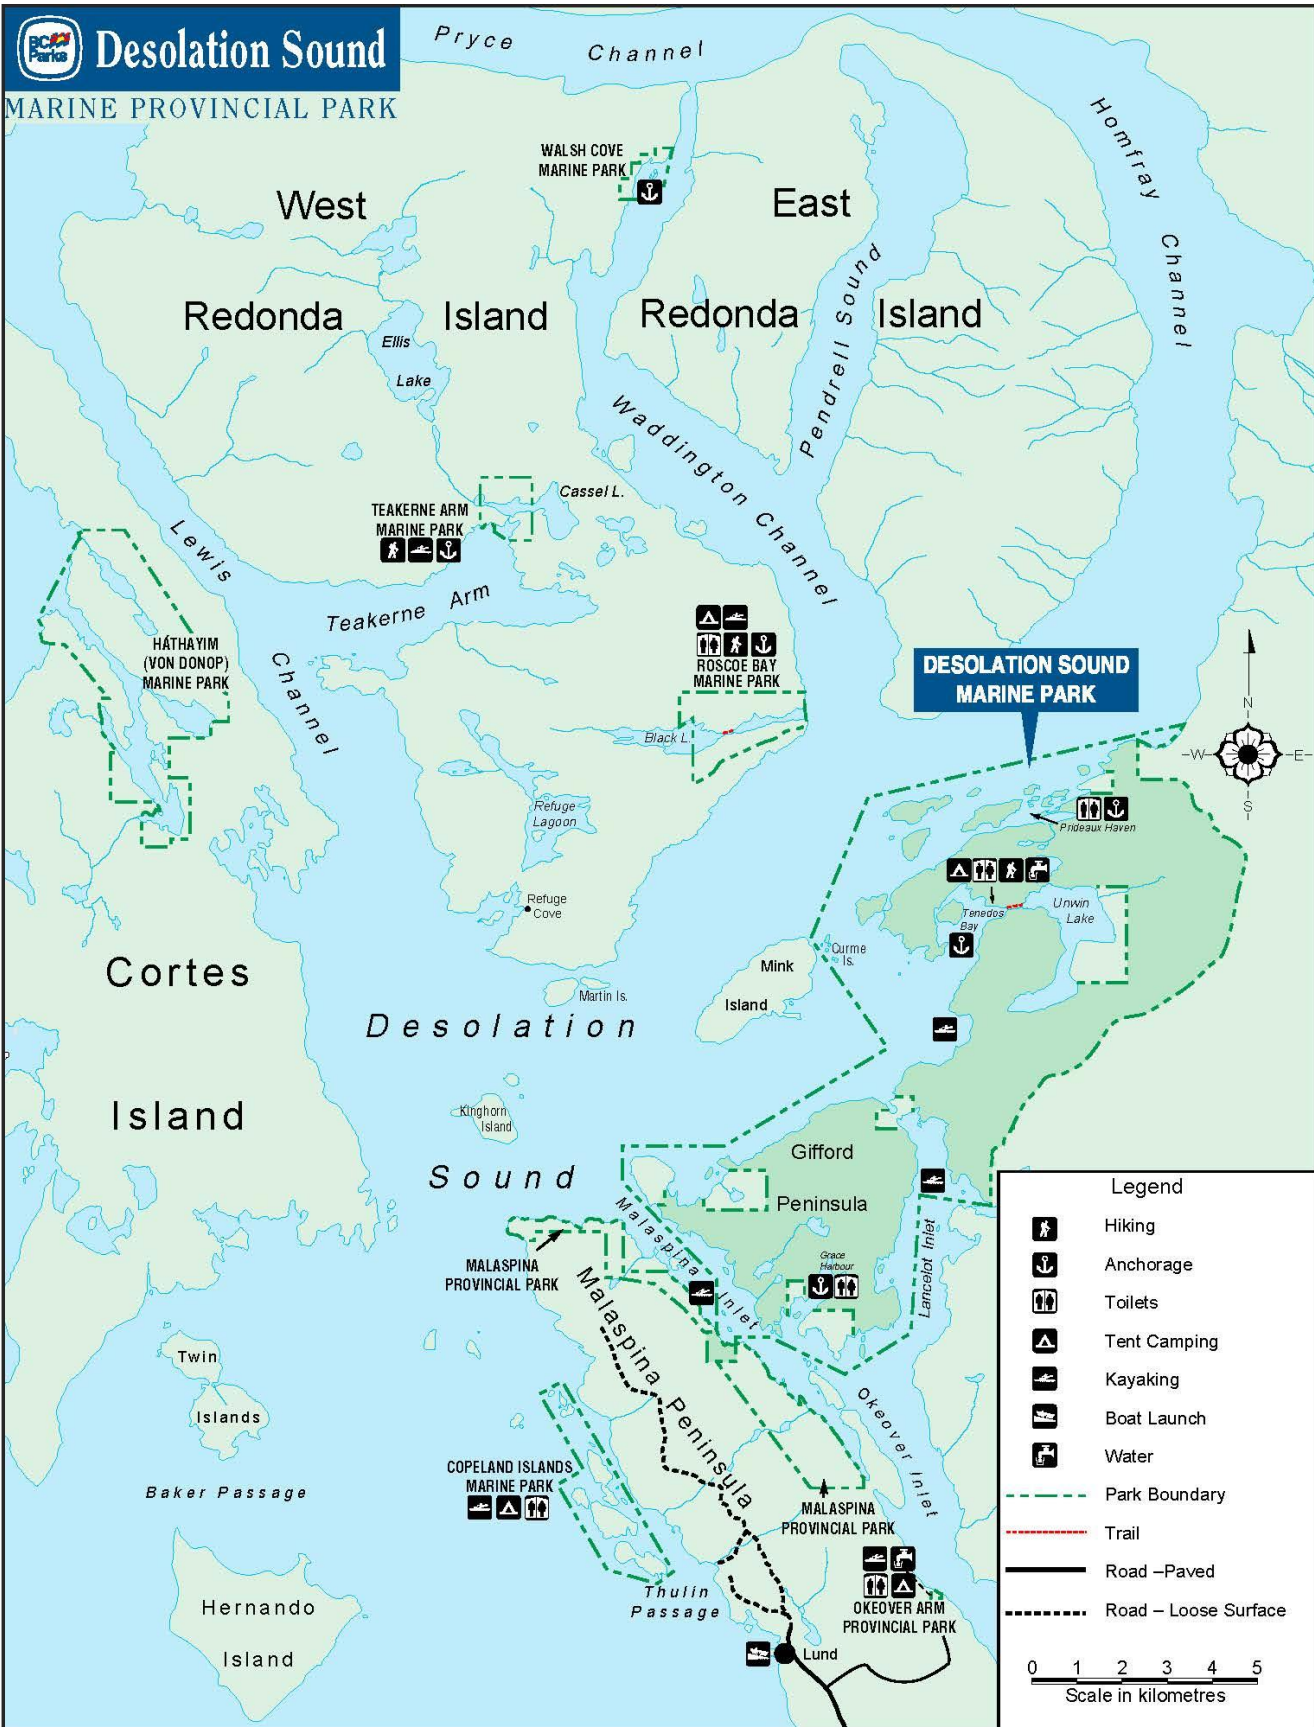 BC Parks
Desolation Sound
MARINE PROVINCIAL PARK
Pryce Channel
Homfray Channel
WALSH COVE
MARINE PARK
West
Redonda Island
East
Redonda Island
Pendrell Sound
Ellis
Lake
Waddington Channel
Cassel L.
TEAKERNE ARM
MARINE PARK
Teakerne Arm
Lewis Channel
HÁTHAYIM
(VON DONOP)
MARINE PARK
ROSCOE BAY
MARINE PARK
Black L.
DESOLATION SOUND
MARINE PARK
N
W
E
S
Refuge
Lagoon
Refuge
Cove
Prideaux Haven
Tenedos
Bay
Unwin
Lake
Curme
Is.
Mink
Island
Martin Is.
Cortes
Island
Desolation
Sound
Kinghorn
Island
Gifford
Peninsula
Malaspina Inlet
Grace
Harbour
Lancelot Inlet
MALASPINA
PROVINCIAL PARK
Malaspina Peninsula
Okeover Inlet
Twin
Islands
Baker Passage
COPELAND ISLANDS
MARINE PARK
MALASPINA
PROVINCIAL PARK
Hernando
Island
Thulin
Passage
OKEOVER ARM
PROVINCIAL PARK
Lund
Legend
Hiking
Anchorage
Toilets
Tent Camping
Kayaking
Boat Launch
Water
Park Boundary
Trail
Road –Paved
Road – Loose Surface
0 1 2 3 4 5
Scale in kilometres